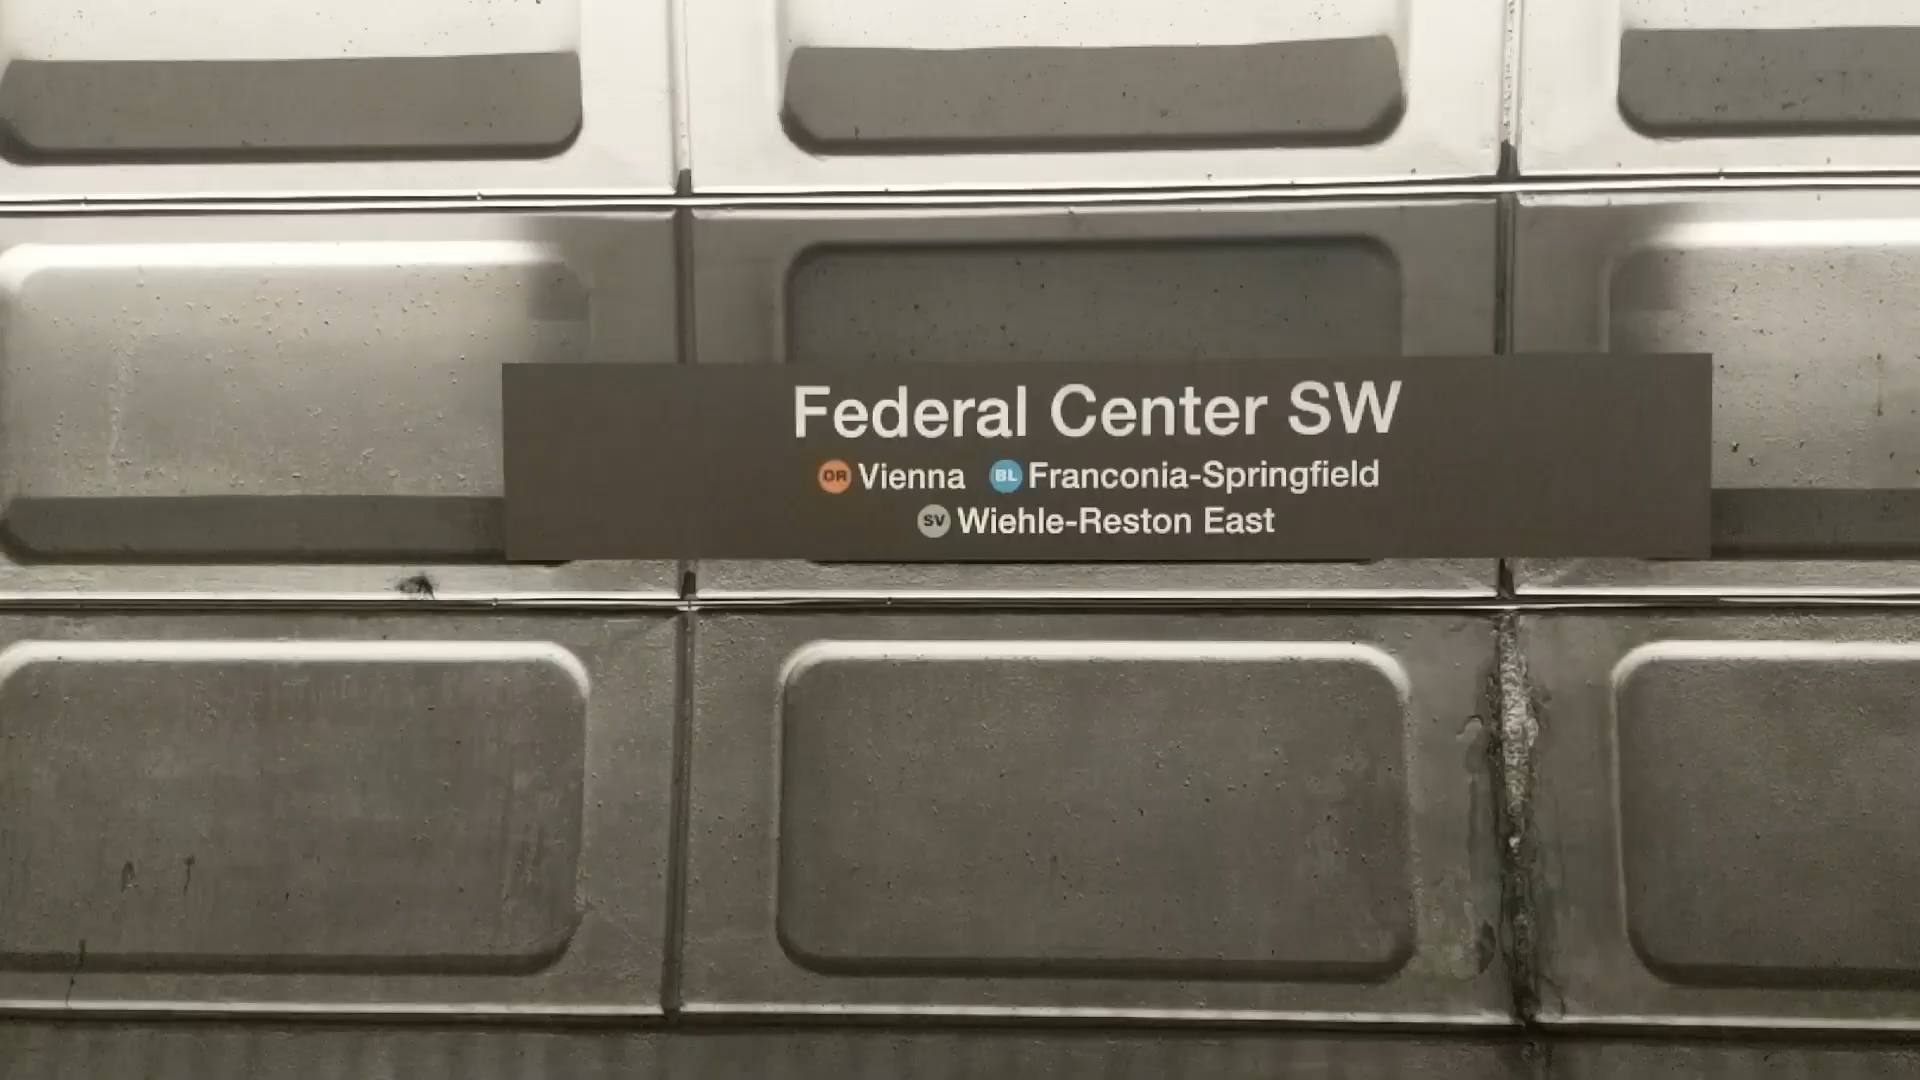 Federal Center SW
OR Vienna BL Franconia-Springfield
SV Wiehle-Reston East